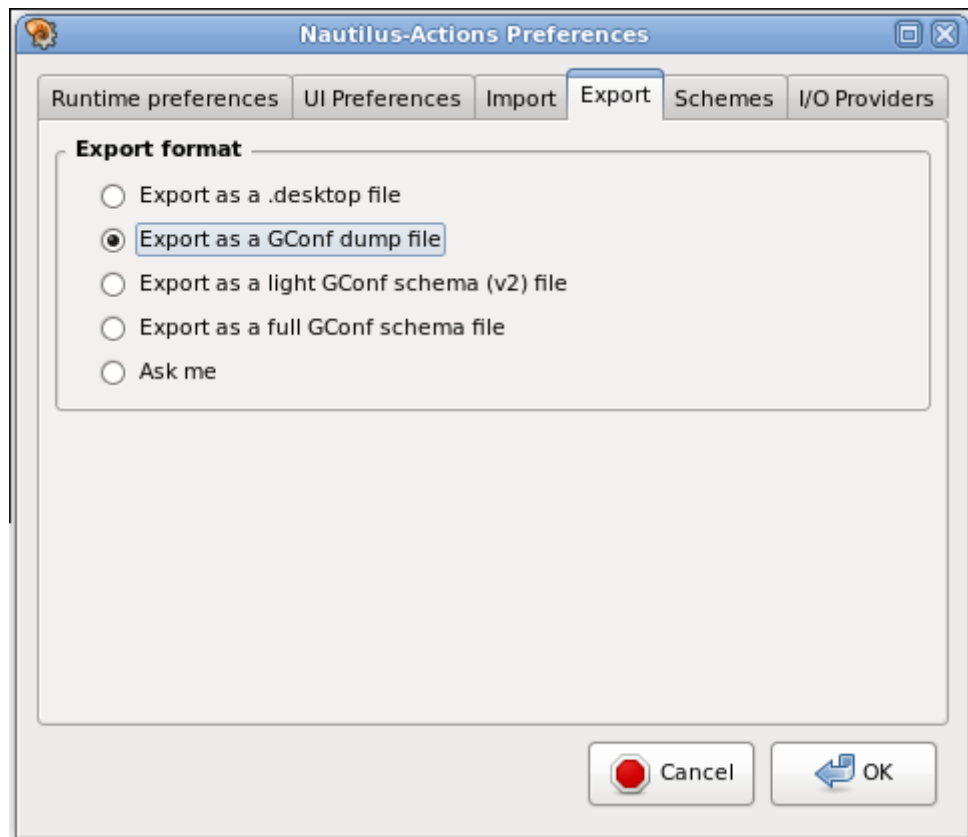 Nautilus-Actions Preferences
Runtime preferences UI Preferences Import Export Schemes I/O Providers
Export format
Export as a .desktop file
Export as a GConf dump file
Export as a light GConf schema (v2) file
Export as a full GConf schema file
Ask me
Cancel OK